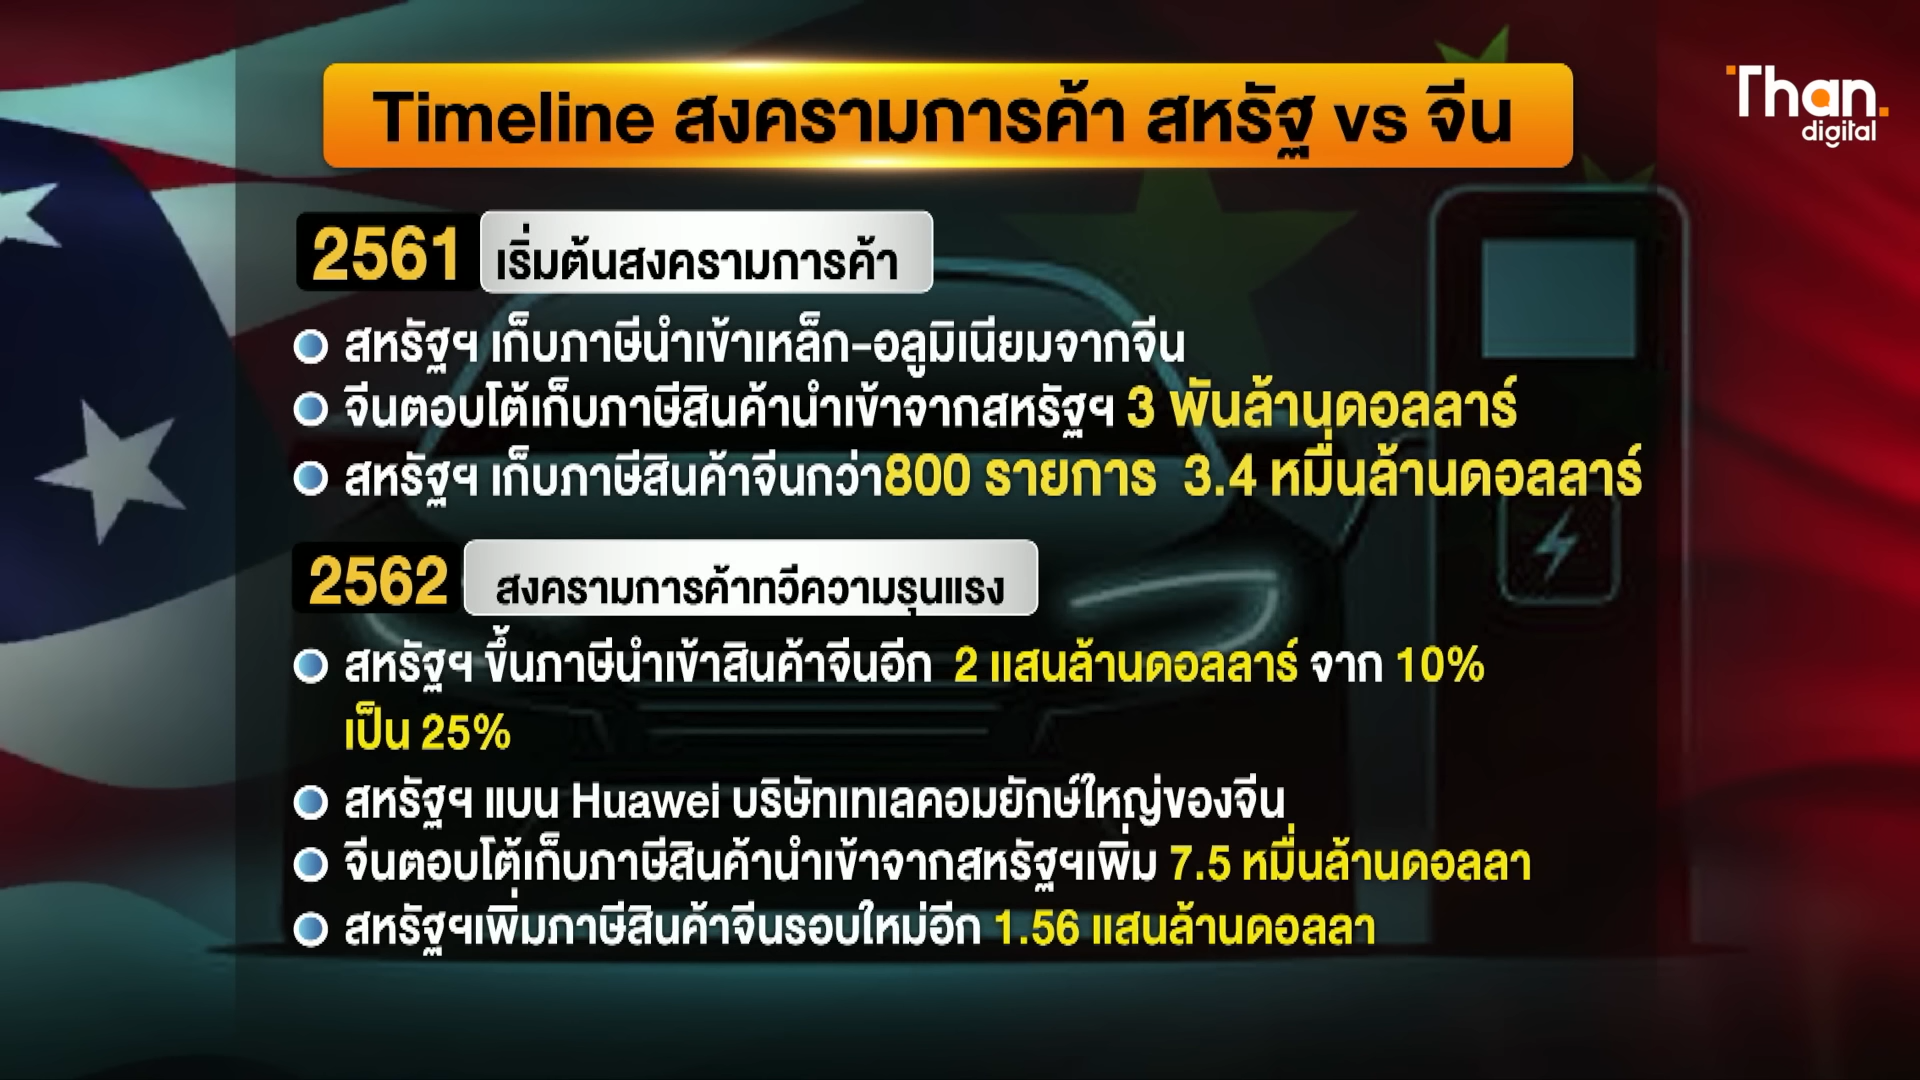 Timeline สงครามการค้า สหรัฐ vs จีน
Than.
digital
2561 เริ่มต้นสงครามการค้า
สหรัฐฯ เก็บภาษีนำเข้าเหล็ก-อลูมิเนียมจากจีน
จีนตอบโต้เก็บภาษีสินค้านำเข้าจากสหรัฐฯ 3 พันล้านดอลลาร์
สหรัฐฯ เก็บภาษีสินค้าจีนกว่า800 รายการ 3.4 หมื่นล้านดอลลาร์
2562 สงครามการค้าทวีความรุนแรง
สหรัฐฯ ขึ้นภาษีนำเข้าสินค้าจีนอีก 2 แสนล้านดอลลาร์ จาก 10%
เป็น 25%
สหรัฐฯ แบน Huawei บริษัทเทเลคอมยักษ์ใหญ่ของจีน
จีนตอบโต้เก็บภาษีสินค้านำเข้าจากสหรัฐฯเพิ่ม 7.5 หมื่นล้านดอลลา
สหรัฐฯเพิ่มภาษีสินค้าจีนรอบใหม่อีก 1.56 แสนล้านดอลลา